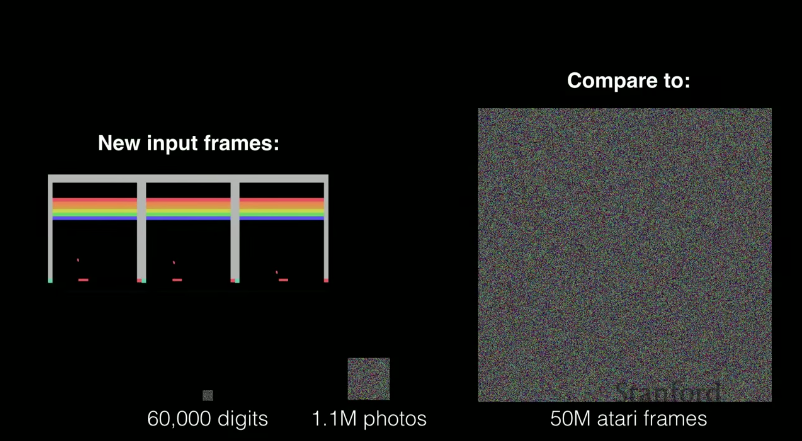 Compare to:
New input frames:
Stanford
60,000 digits
1.1M photos
50M atari frames